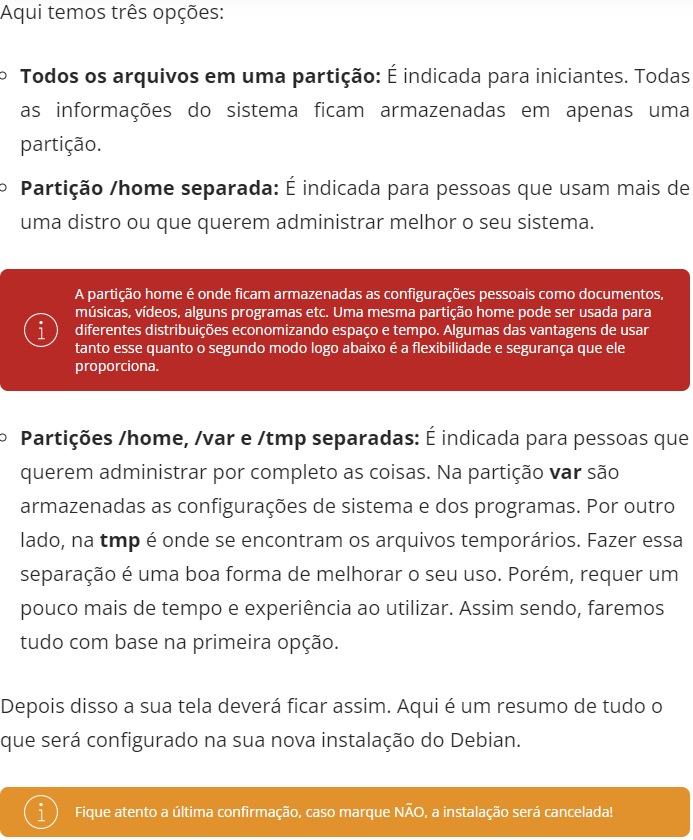 Aqui temos três opções:
Todos os arquivos em uma partição: É indicada para iniciantes. Todas
as informações do sistema ficam armazenadas em apenas uma
partição.
Partição /home separada: É indicada para pessoas que usam mais de
uma distro ou que querem administrar melhor o seu sistema.
A partição home é onde ficam armazenadas as configurações pessoais como documentos,
músicas, vídeos, alguns programas etc. Uma mesma partição home pode ser usada para
diferentes distribuições economizando espaço e tempo. Algumas das vantagens de usar
tanto esse quanto o segundo modo logo abaixo é a flexibilidade e segurança que ele
proporciona.
Partições /home, /var e /tmp separadas: É indicada para pessoas que
querem administrar por completo as coisas. Na partição var são
armazenadas as configurações de sistema e dos programas. Por outro
lado, na tmp é onde se encontram os arquivos temporários. Fazer essa
separação é uma boa forma de melhorar o seu uso. Porém, requer um
pouco mais de tempo e experiência ao utilizar. Assim sendo, faremos
tudo com base na primeira opção.
Depois disso a sua tela deverá ficar assim. Aqui é um resumo de tudo o
que será configurado na sua nova instalação do Debian.
Fique atento a última confirmação, caso marque NÃO, a instalação será cancelada!